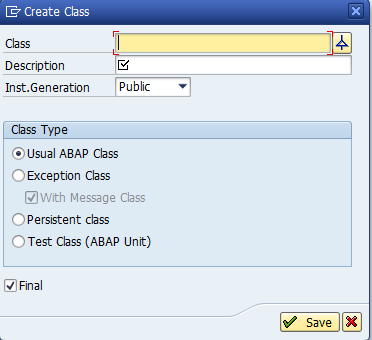 Create Class
Class
Description
Inst.Generation Public
Class Type
Usual ABAP Class
Exception Class
With Message Class
Persistent class
Test Class (ABAP Unit)
Final
Save